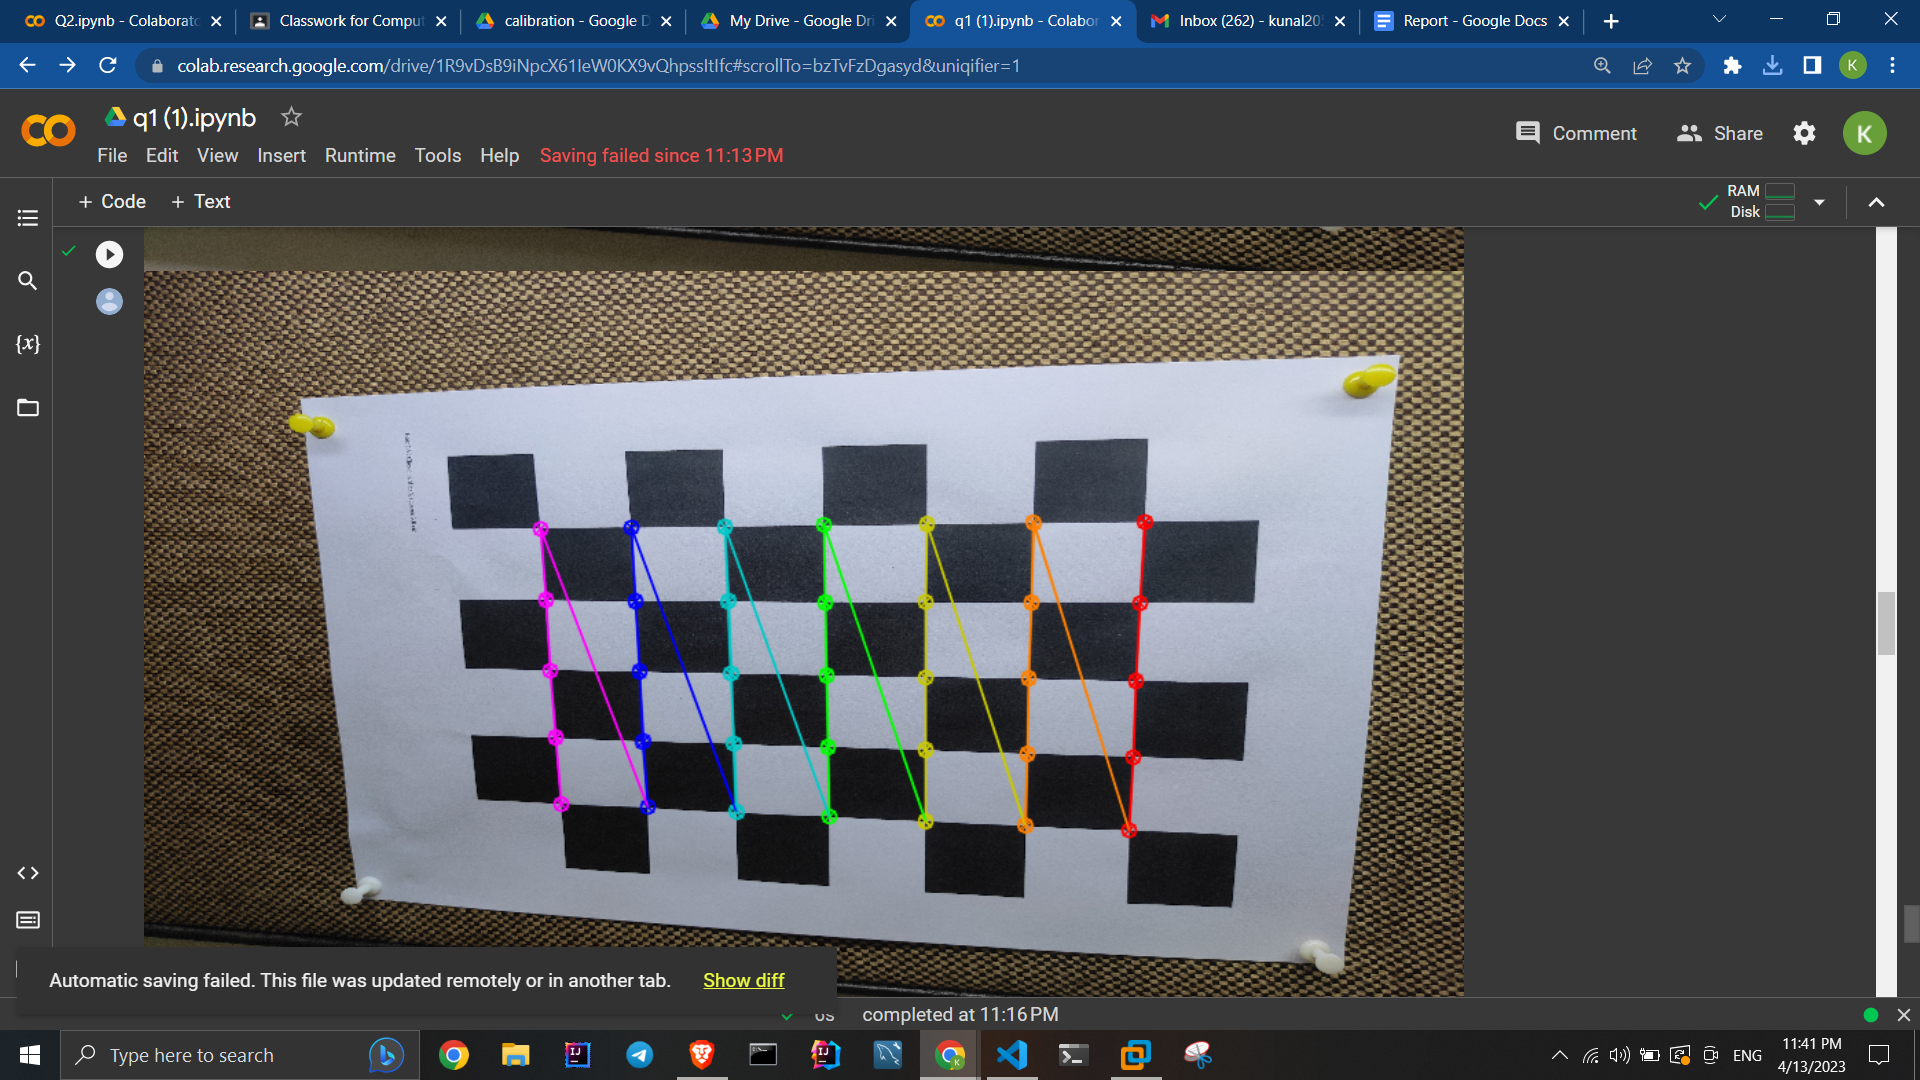 Q2.ipynb - Colaborato
Classwork for Comput
calibration - Google D
My Drive - Google Dri
q1 (1).ipynb - Colabor
Inbox (262) - kunal205
Report - Google Docs
colab.research.google.com/drive/1R9vDsB9iNpcX61IeW0KX9vQhpssItIfc#scrollTo=bzTvFzDgasyd&uniqifier=1
K
q1 (1).ipynb
Comment
Share
K
File Edit View Insert Runtime Tools Help Saving failed since 11:13 PM
+ Code + Text
RAM
Disk
{x}
Automatic saving failed. This file was updated remotely or in another tab. Show diff
0s completed at 11:16 PM
Type here to search
ENG
11:41 PM
4/13/2023